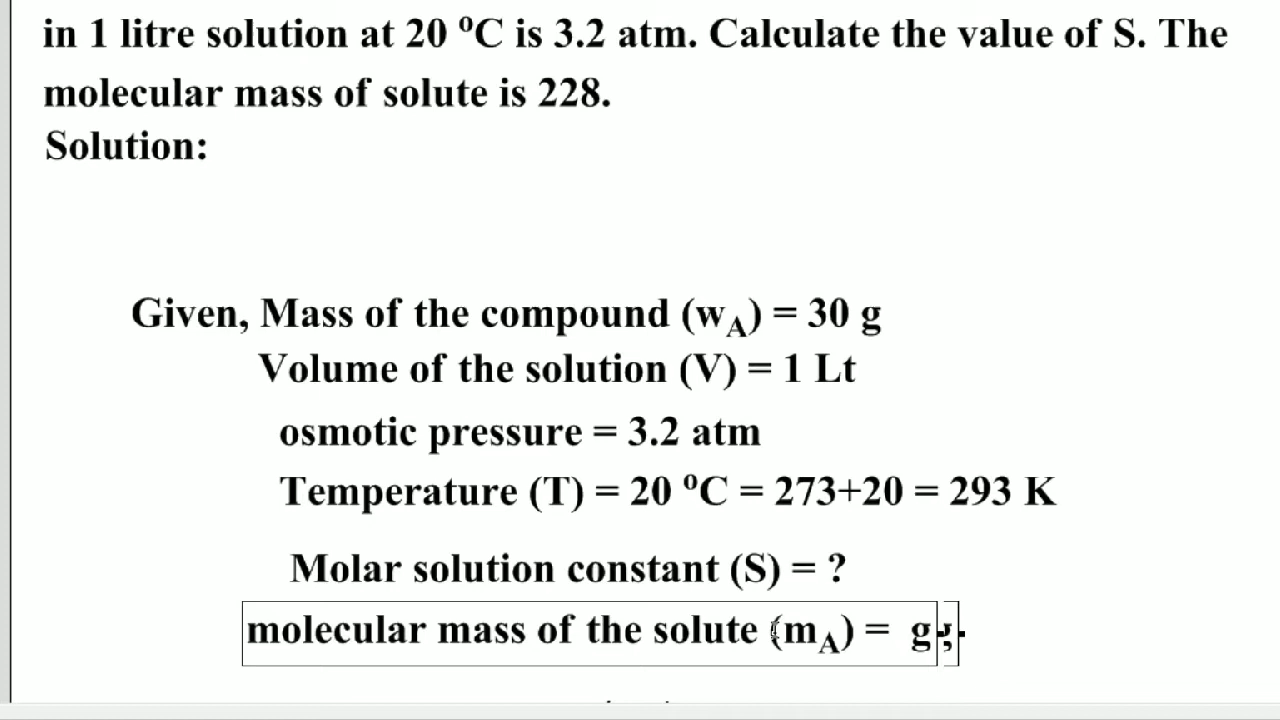 in 1 litre solution at 20 ⁰C is 3.2 atm. Calculate the value of S. The
molecular mass of solute is 228.
Solution:
Given, Mass of the compound (wA) = 30 g
Volume of the solution (V) = 1 Lt
osmotic pressure = 3.2 atm
Temperature (T) = 20 ⁰C = 273+20 = 293 K
Molar solution constant (S) = ?
molecular mass of the solute (mA) = g